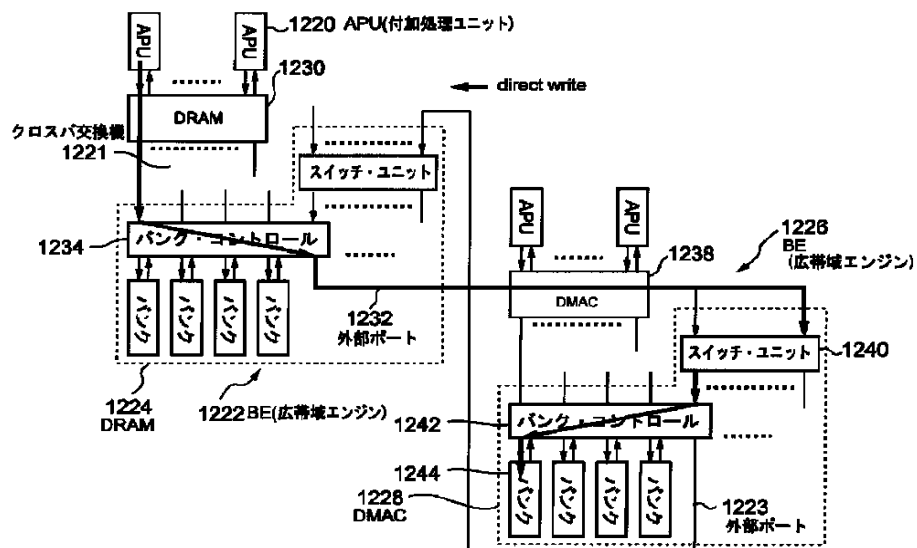 APU
APU
1220 APU(付加処理ユニット)
1230
DRAM
direct write
クロスバ交換機
1221
スイッチ・ユニット
1234
バンク・コントロール
バンク
バンク
バンク
バンク
1232
外部ポート
1224
DRAM
1222 BE(広帯域エンジン)
APU
APU
1238
DMAC
1226
BE
(広帯域エンジン)
スイッチ・ユニット
1240
1242
バンク・コントロール
1244
バンク
バンク
バンク
バンク
1228
DMAC
1223
外部ポート